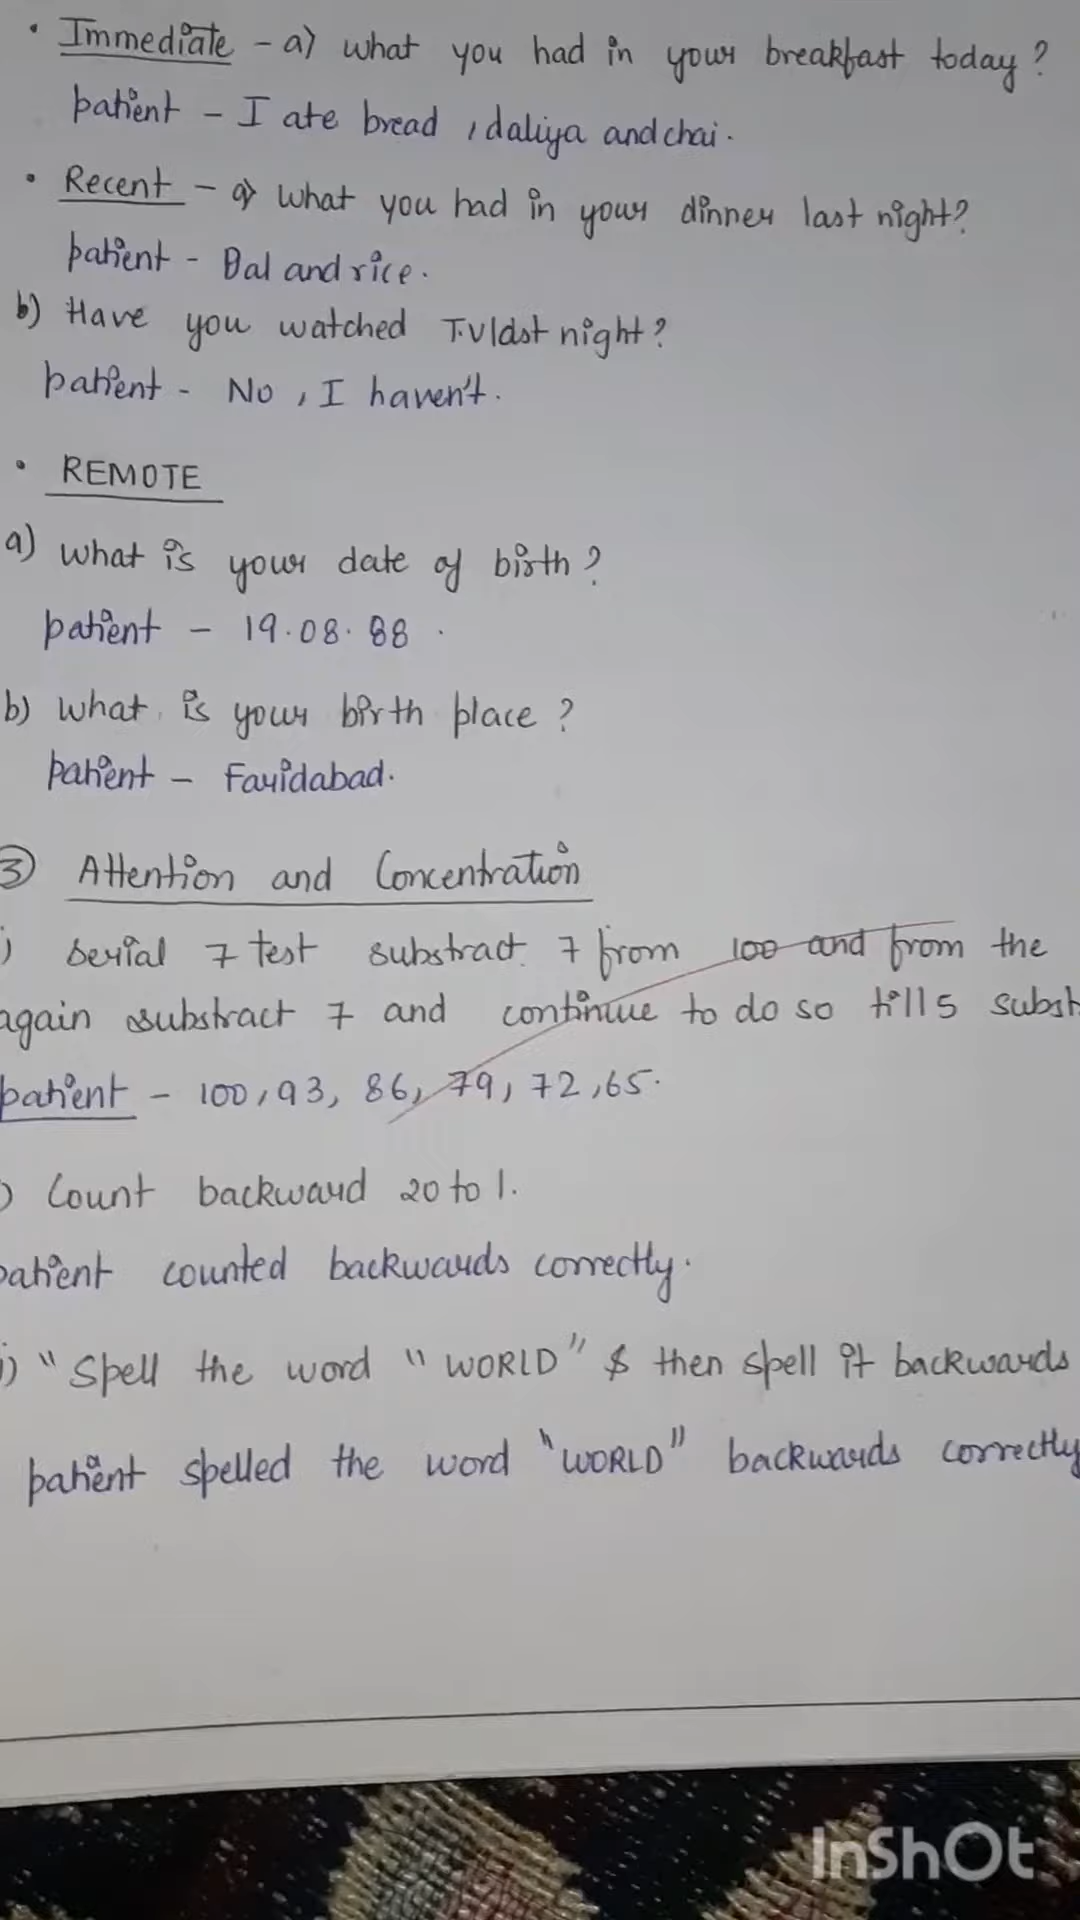 • Immediate - a) what you had in your breakfast today?
patient - I ate bread, daliya and chai.
• Recent - a) What you had in your dinner last night?
patient - Dal and rice.
b) Have you watched T.V last night?
patient - No, I haven't.
• REMOTE
a) what is your date of birth?
patient - 19.08.88.
b) what is your birth place?
patient - Faridabad.
3 Attention and Concentration
) Serial 7 test substract 7 from 100 and from the
again substract 7 and continue to do so till 5 subst
patient - 100, 93, 86, 79, 72, 65.
) Count backward 20 to 1.
patient counted backwards correctly.
i) "Spell the word "WORLD" & then spell it backwards
patient spelled the word "WORLD" backwards correctly
InShOt